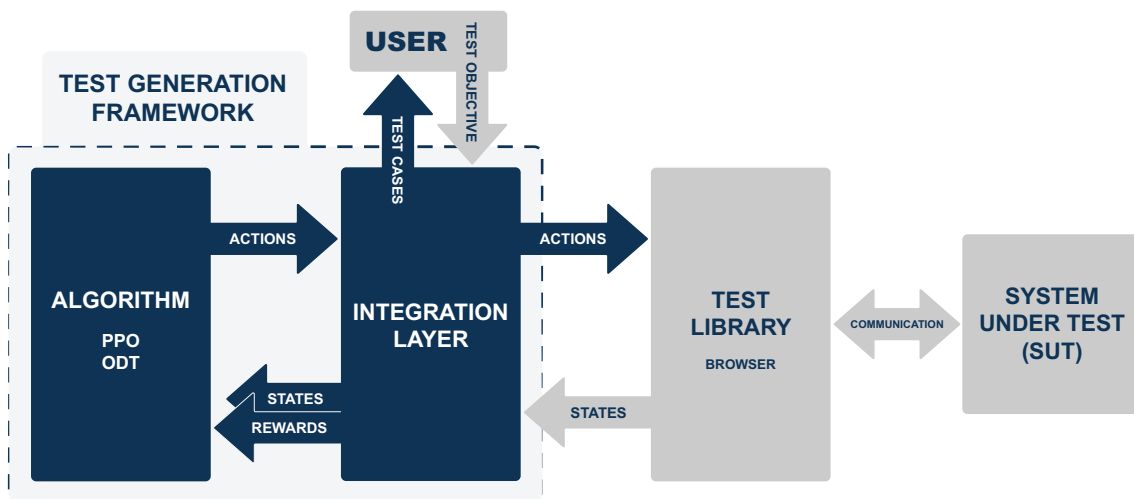 USER
TEST OBJECTIVE
TEST GENERATION
FRAMEWORK
TEST CASES
ALGORITHM
PPO
ODT
ACTIONS
STATES
REWARDS
INTEGRATION
LAYER
ACTIONS
STATES
TEST
LIBRARY
BROWSER
COMMUNICATION
SYSTEM
UNDER TEST
(SUT)